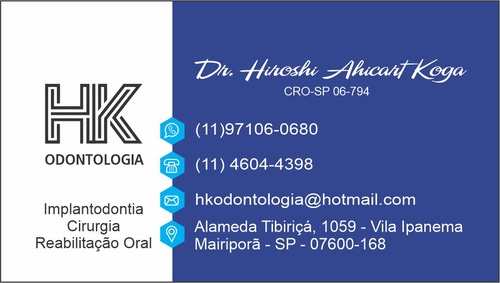 HK
ODONTOLOGIA
Implantodontia
Cirurgia
Reabilitação Oral
Dr. Hiroshi Ahicart Koga
CRO-SP 06-794
(11)97106-0680
(11) 4604-4398
hkodontologia@hotmail.com
Alameda Tibiriçá, 1059 - Vila Ipanema
Mairiporã - SP - 07600-168